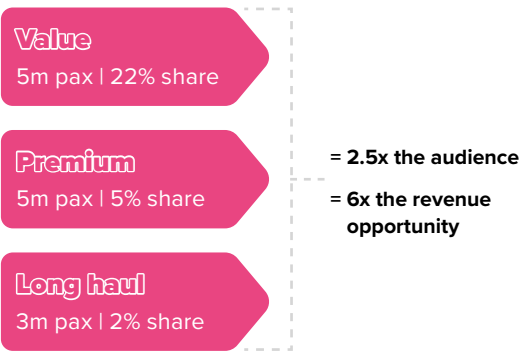 Value
5m pax | 22% share
Premium
5m pax | 5% share
Long haul
3m pax | 2% share
= 2.5x the audience
= 6x the revenue
opportunity